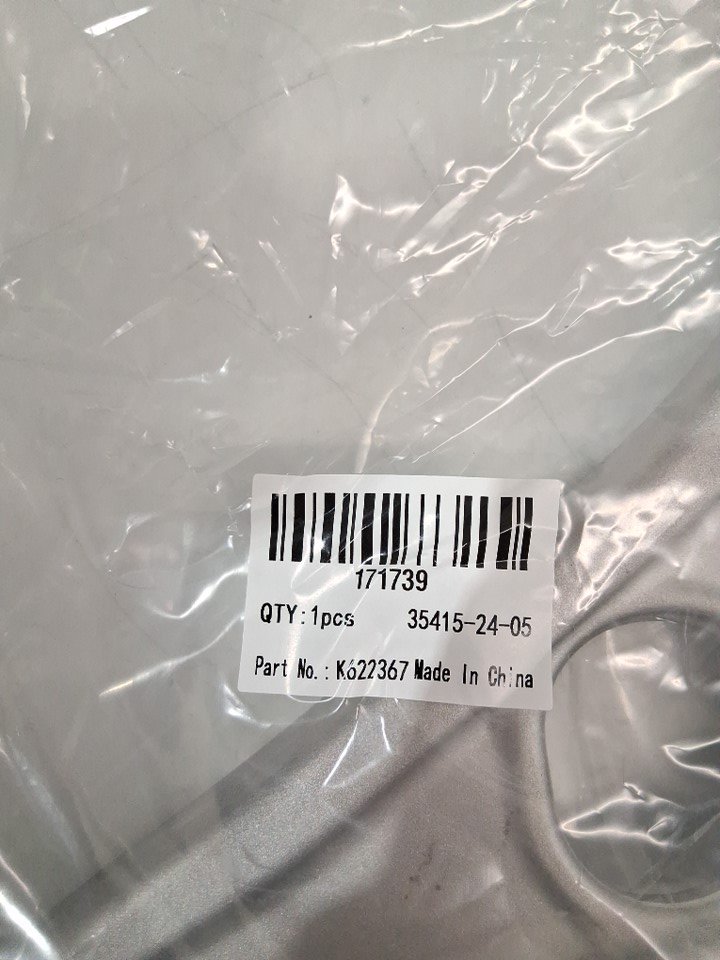 171739
QTY:1pcs 35415-24-05
Part No.: K622367 Made In China